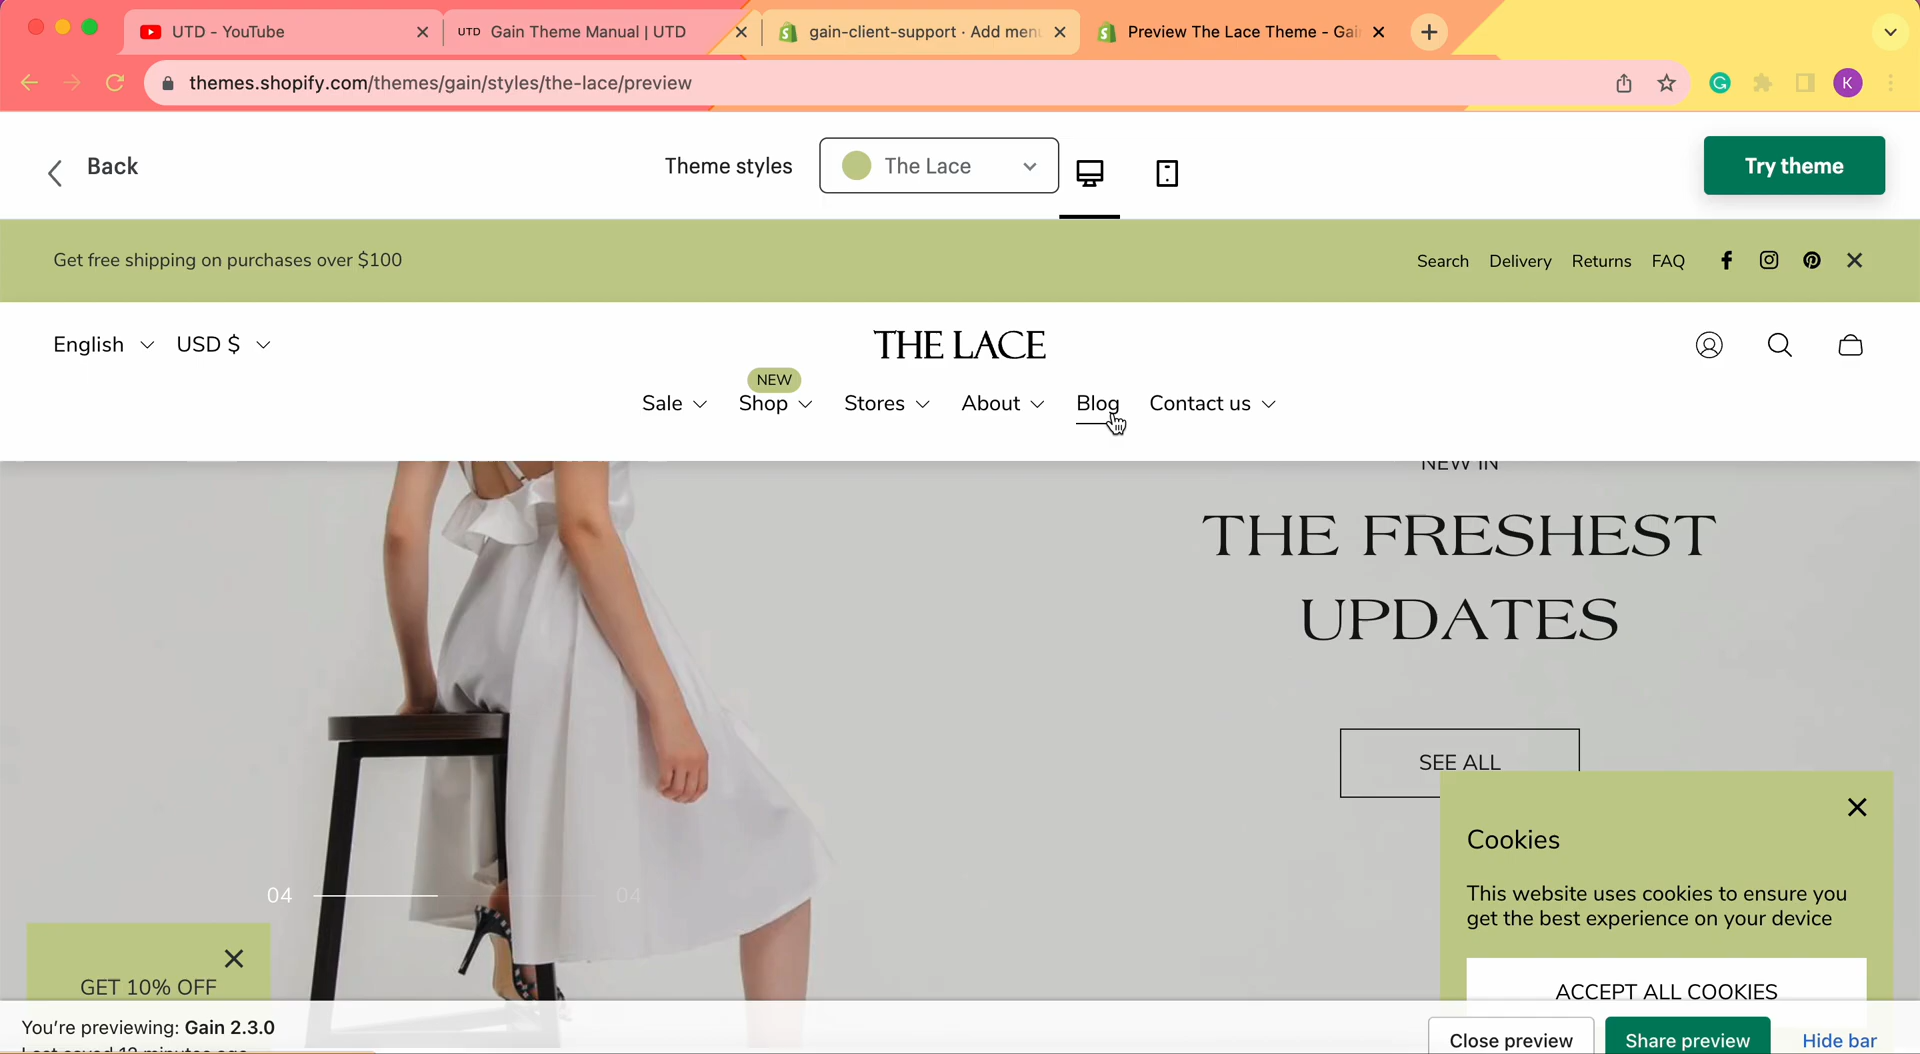 UTD - YouTube
UTD Gain Theme Manual | UTD
gain-client-support · Add men
Preview The Lace Theme - Gai
themes.shopify.com/themes/gain/styles/the-lace/preview
K
Back
Theme styles
The Lace
Try theme
Get free shipping on purchases over $100
Search Delivery Returns FAQ
English USD $
THE LACE
NEW
Sale Shop Stores About Blog Contact us
NEW IN
THE FRESHEST
UPDATES
SEE ALL
Cookies
This website uses cookies to ensure you
get the best experience on your device
ACCEPT ALL COOKIES
04 04
GET 10% OFF
You're previewing: Gain 2.3.0
Last saved 12 minutes ago
Close preview Share preview Hide bar